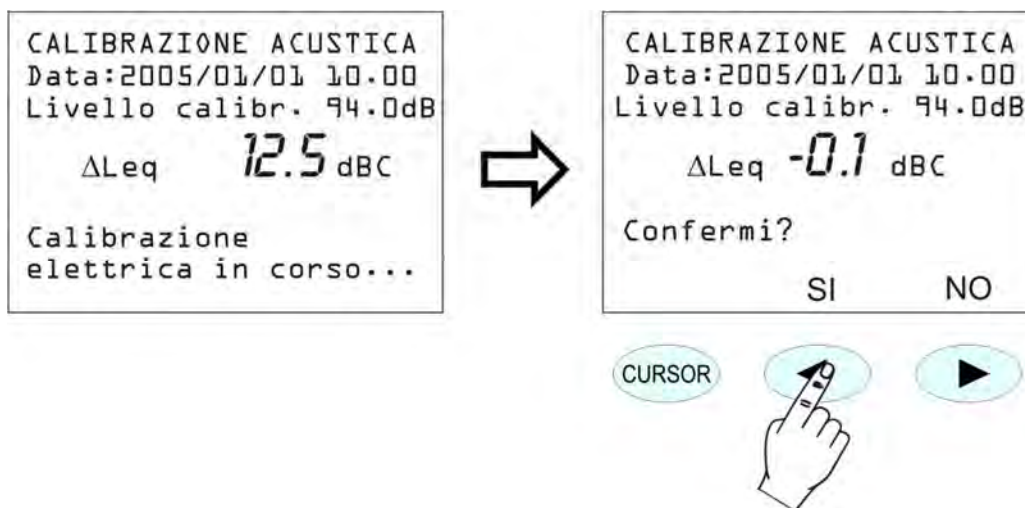 CALIBRAZIONE ACUSTICA
Data:2005/01/01 10.00
Livello calibr. 94.0dB
ΔLeq 12.5 dBC
Calibrazione
elettrica in corso...
CALIBRAZIONE ACUSTICA
Data:2005/01/01 10.00
Livello calibr. 94.0dB
ΔLeq -0.1 dBC
Confermi?
SI NO
CURSOR